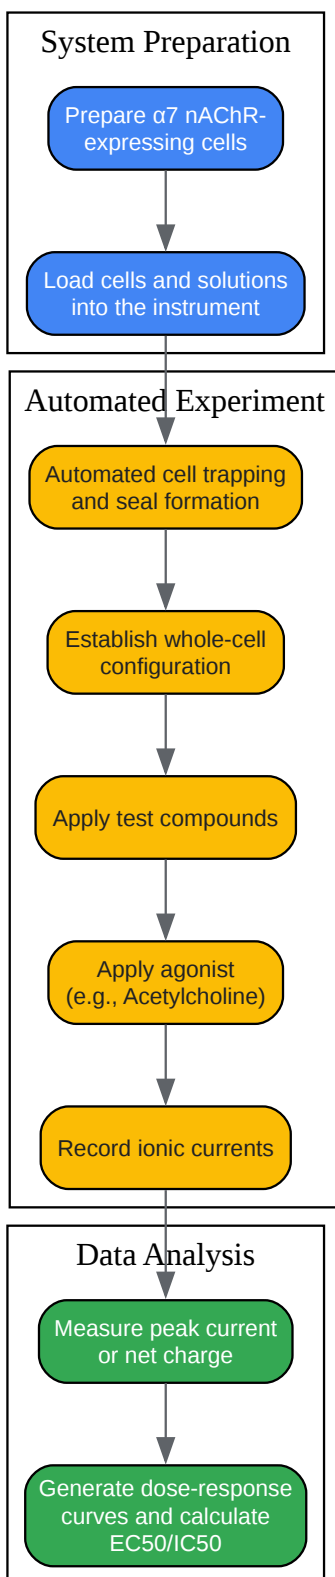 System Preparation
Prepare α7 nAChR-
expressing cells
Load cells and solutions
into the instrument
Automated Experiment
Automated cell trapping
and seal formation
Establish whole-cell
configuration
Apply test compounds
Apply agonist
(e.g., Acetylcholine)
Record ionic currents
Data Analysis
Measure peak current
or net charge
Generate dose-response
curves and calculate
EC50/IC50